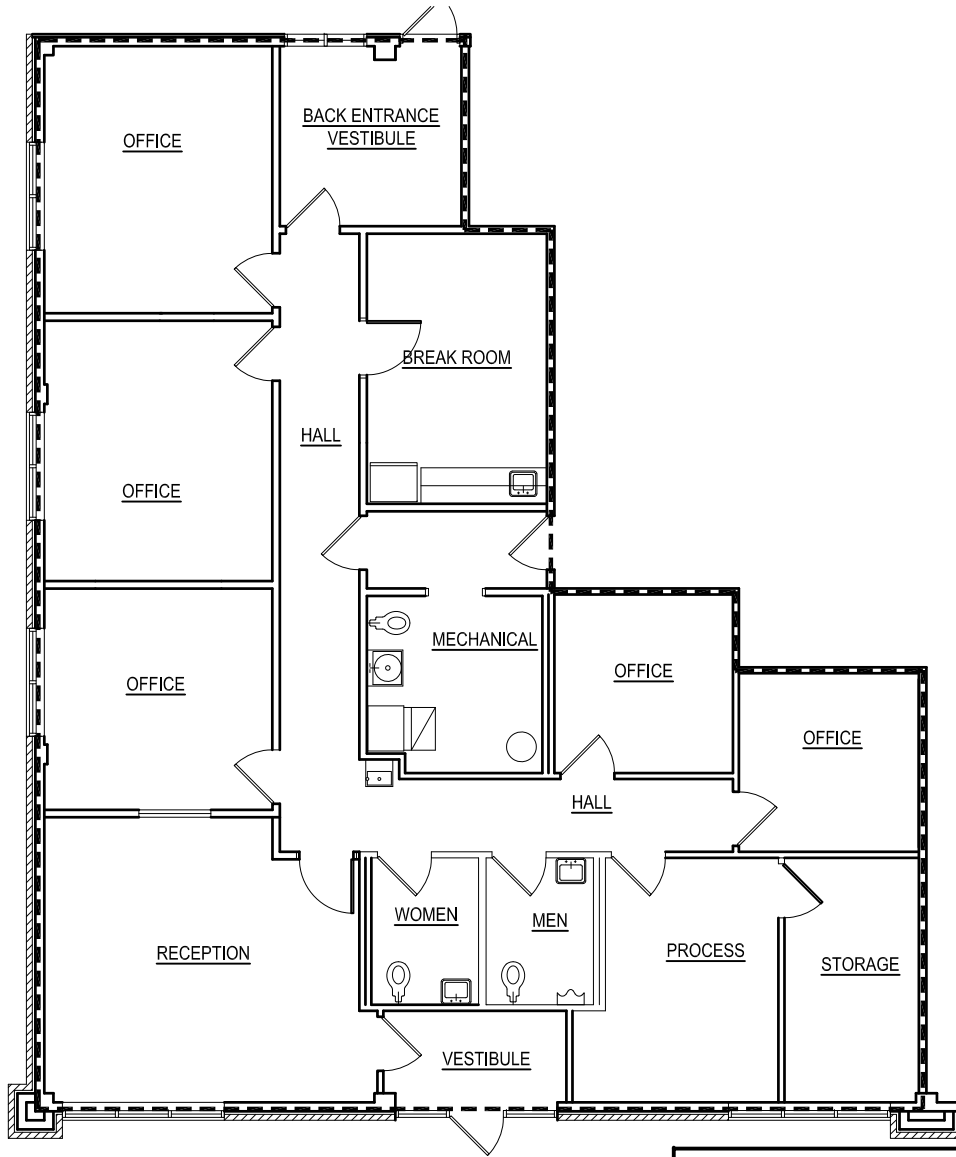 BACK ENTRANCE
VESTIBULE
OFFICE
BREAK ROOM
HALL
OFFICE
MECHANICAL
OFFICE
OFFICE
OFFICE
HALL
WOMEN
MEN
RECEPTION
PROCESS
STORAGE
VESTIBULE